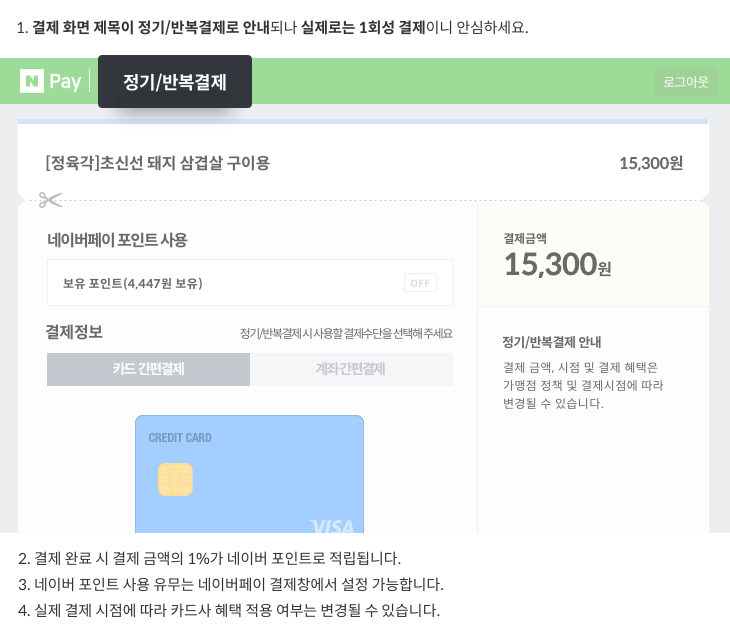 1. 결제 화면 제목이 정기/반복결제로 안내되나 실제로는 1회성 결제이니 안심하세요.
N Pay 정기/반복결제 로그아웃
[정육각]초신선 돼지 삼겹살 구이용 15,300원
네이버페이 포인트 사용
보유 포인트(4,447원 보유) OFF
결제정보 정기/반복결제 시 사용할 결제수단을 선택해 주세요
카드 간편결제 계좌 간편결제
CREDIT CARD
VISA
결제금액
15,300원
정기/반복결제 안내
결제 금액, 시점 및 결제 혜택은
가맹점 정책 및 결제시점에 따라
변경될 수 있습니다.
2. 결제 완료 시 결제 금액의 1%가 네이버 포인트로 적립됩니다.
3. 네이버 포인트 사용 유무는 네이버페이 결제창에서 설정 가능합니다.
4. 실제 결제 시점에 따라 카드사 혜택 적용 여부는 변경될 수 있습니다.